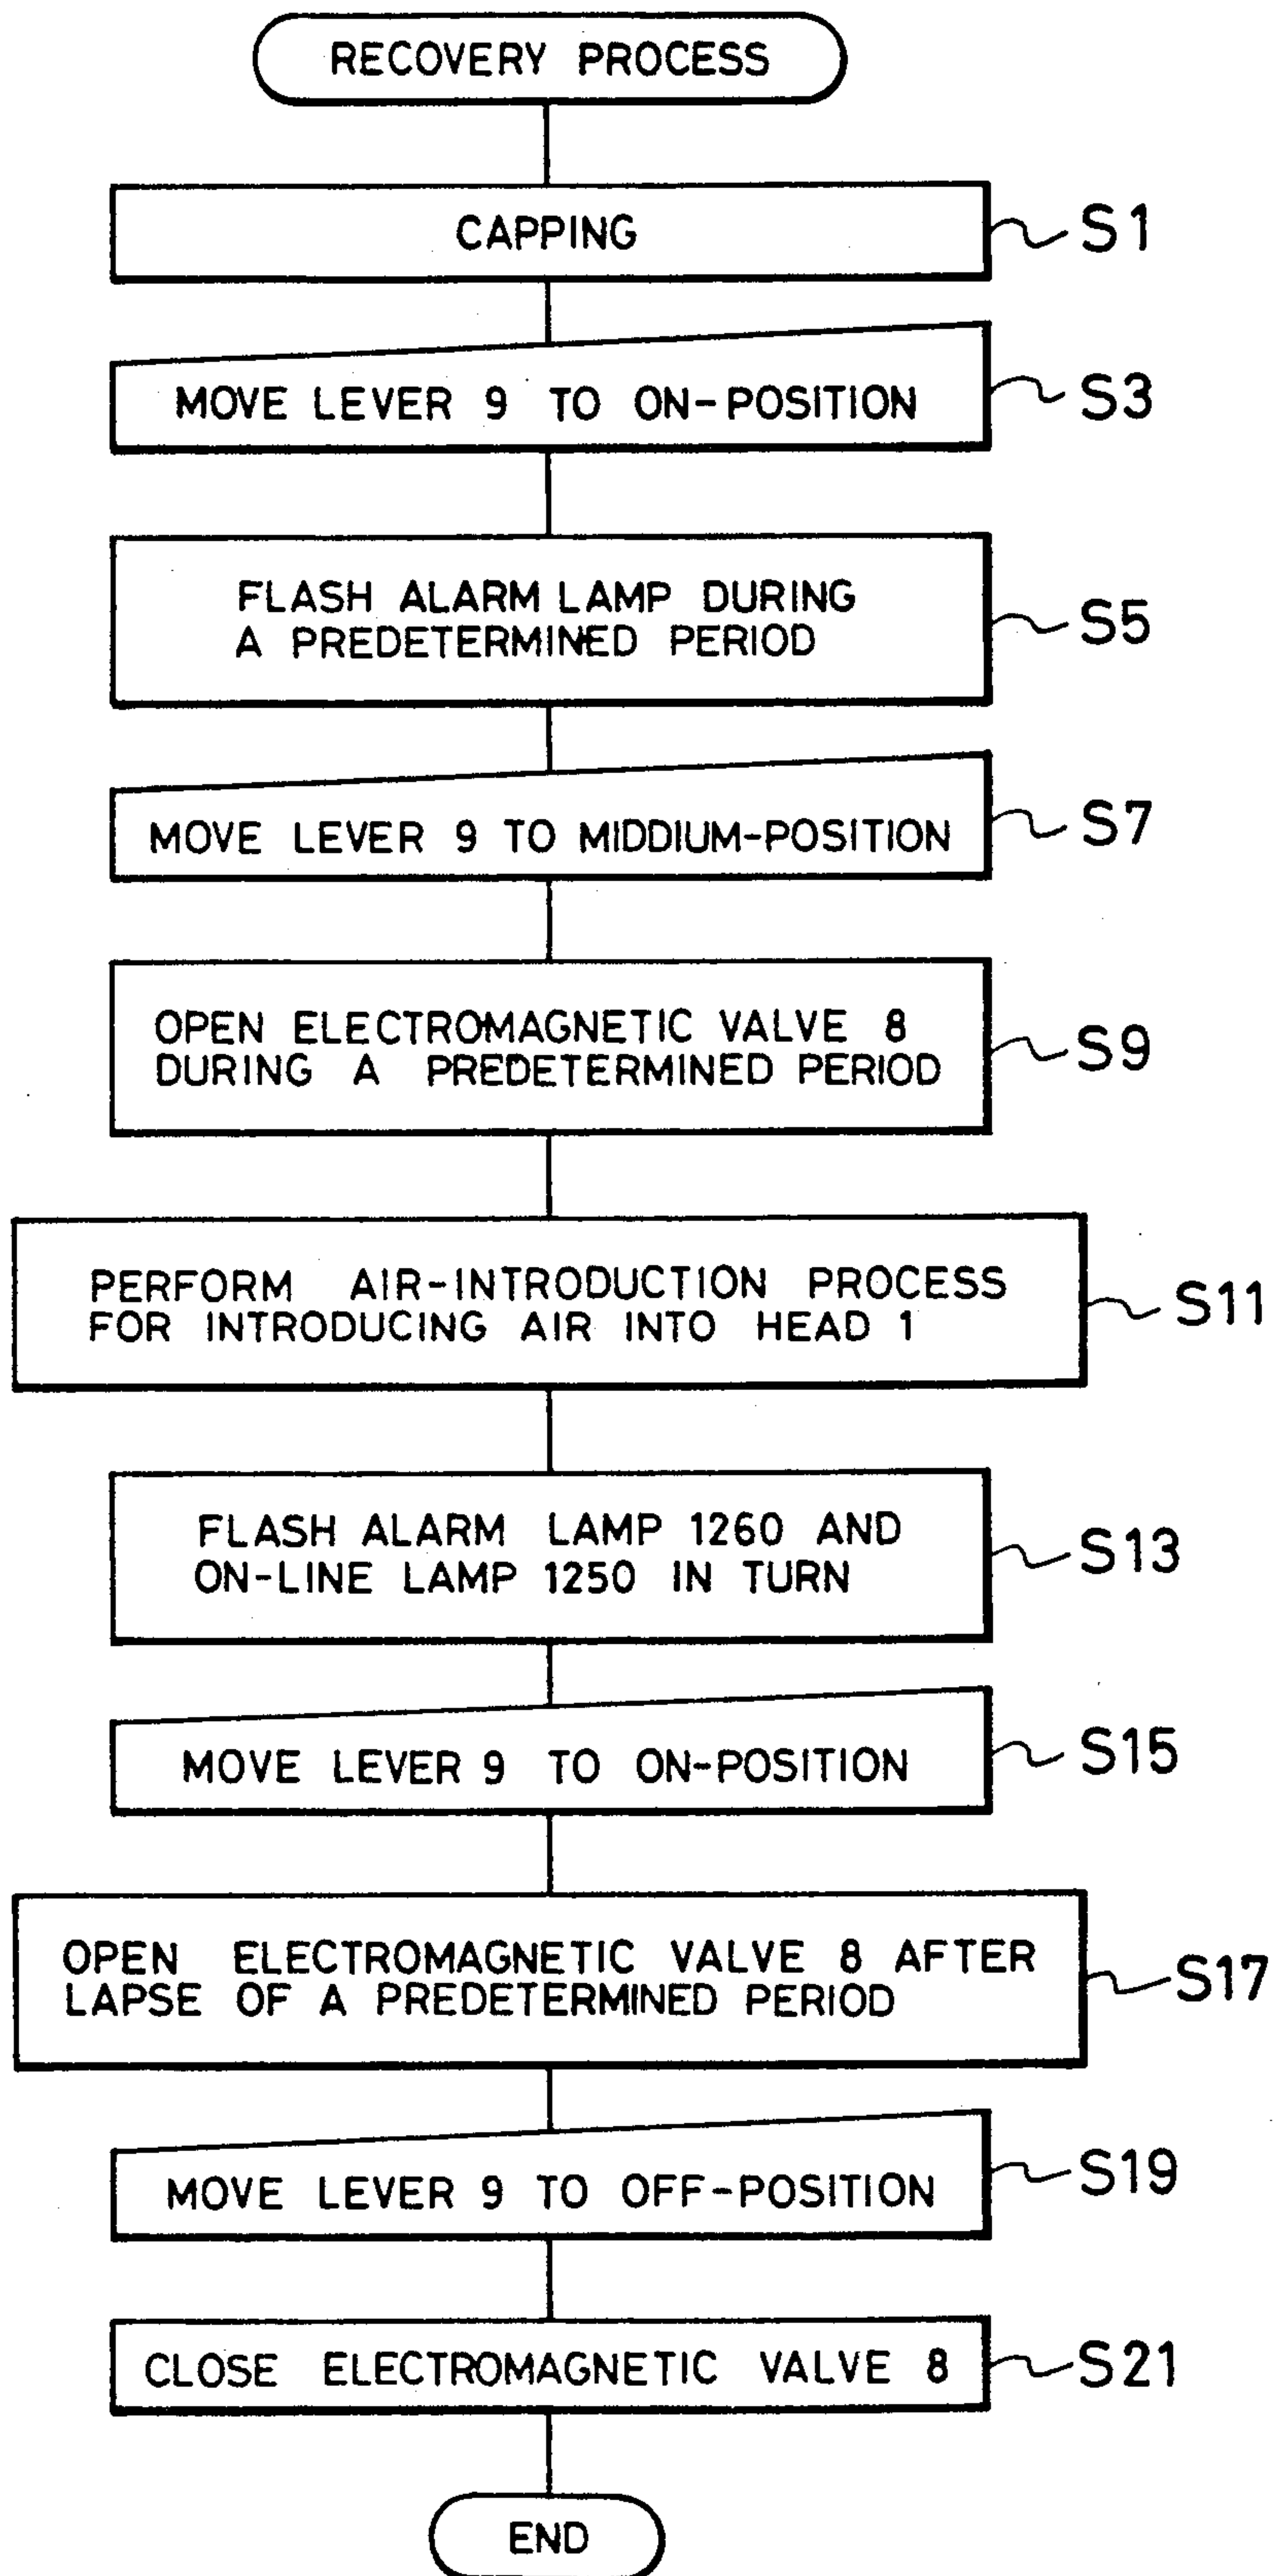 RECOVERY PROCESS
CAPPING
S1
MOVE LEVER 9 TO ON-POSITION
S3
FLASH ALARM LAMP DURING
A PREDETERMINED PERIOD
S5
MOVE LEVER 9 TO MIDDIUM-POSITION
S7
OPEN ELECTROMAGNETIC VALVE 8
DURING A PREDETERMINED PERIOD
S9
PERFORM AIR-INTRODUCTION PROCESS
FOR INTRODUCING AIR INTO HEAD 1
S11
FLASH ALARM LAMP 1260 AND
ON-LINE LAMP 1250 IN TURN
S13
MOVE LEVER 9 TO ON-POSITION
S15
OPEN ELECTROMAGNETIC VALVE 8 AFTER
LAPSE OF A PREDETERMINED PERIOD
S17
MOVE LEVER 9 TO OFF-POSITION
S19
CLOSE ELECTROMAGNETIC VALVE 8
S21
END